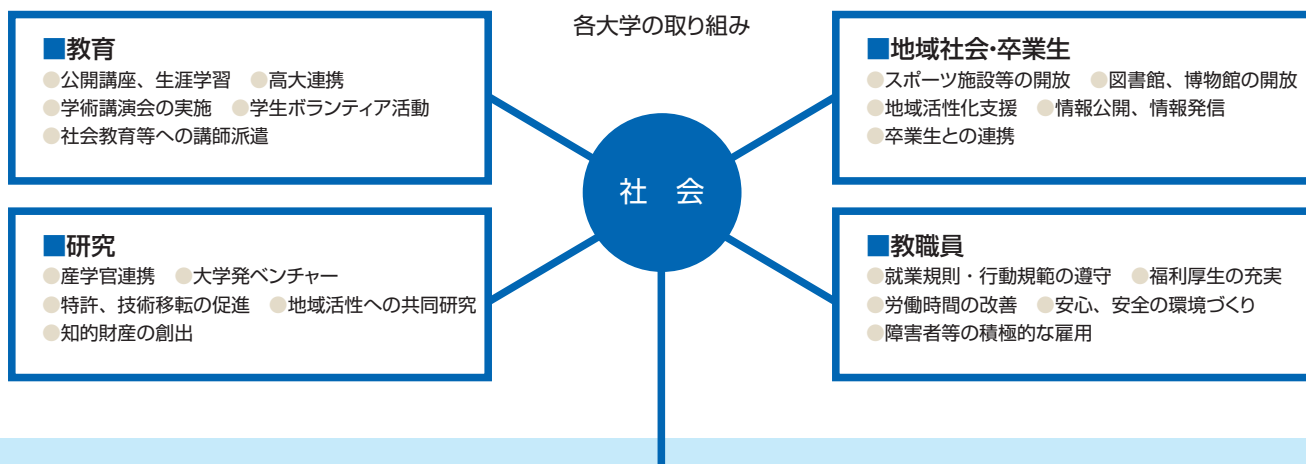 各大学の取り組み
■教育
●公開講座、生涯学習 ●高大連携
●学術講演会の実施 ●学生ボランティア活動
●社会教育等への講師派遣
■地域社会・卒業生
●スポーツ施設等の開放 ●図書館、博物館の開放
●地域活性化支援 ●情報公開、情報発信
●卒業生との連携
社 会
■研究
●産学官連携 ●大学発ベンチャー
●特許、技術移転の促進 ●地域活性への共同研究
●知的財産の創出
■教職員
●就業規則・行動規範の遵守 ●福利厚生の充実
●労働時間の改善 ●安心、安全の環境づくり
●障害者等の積極的な雇用